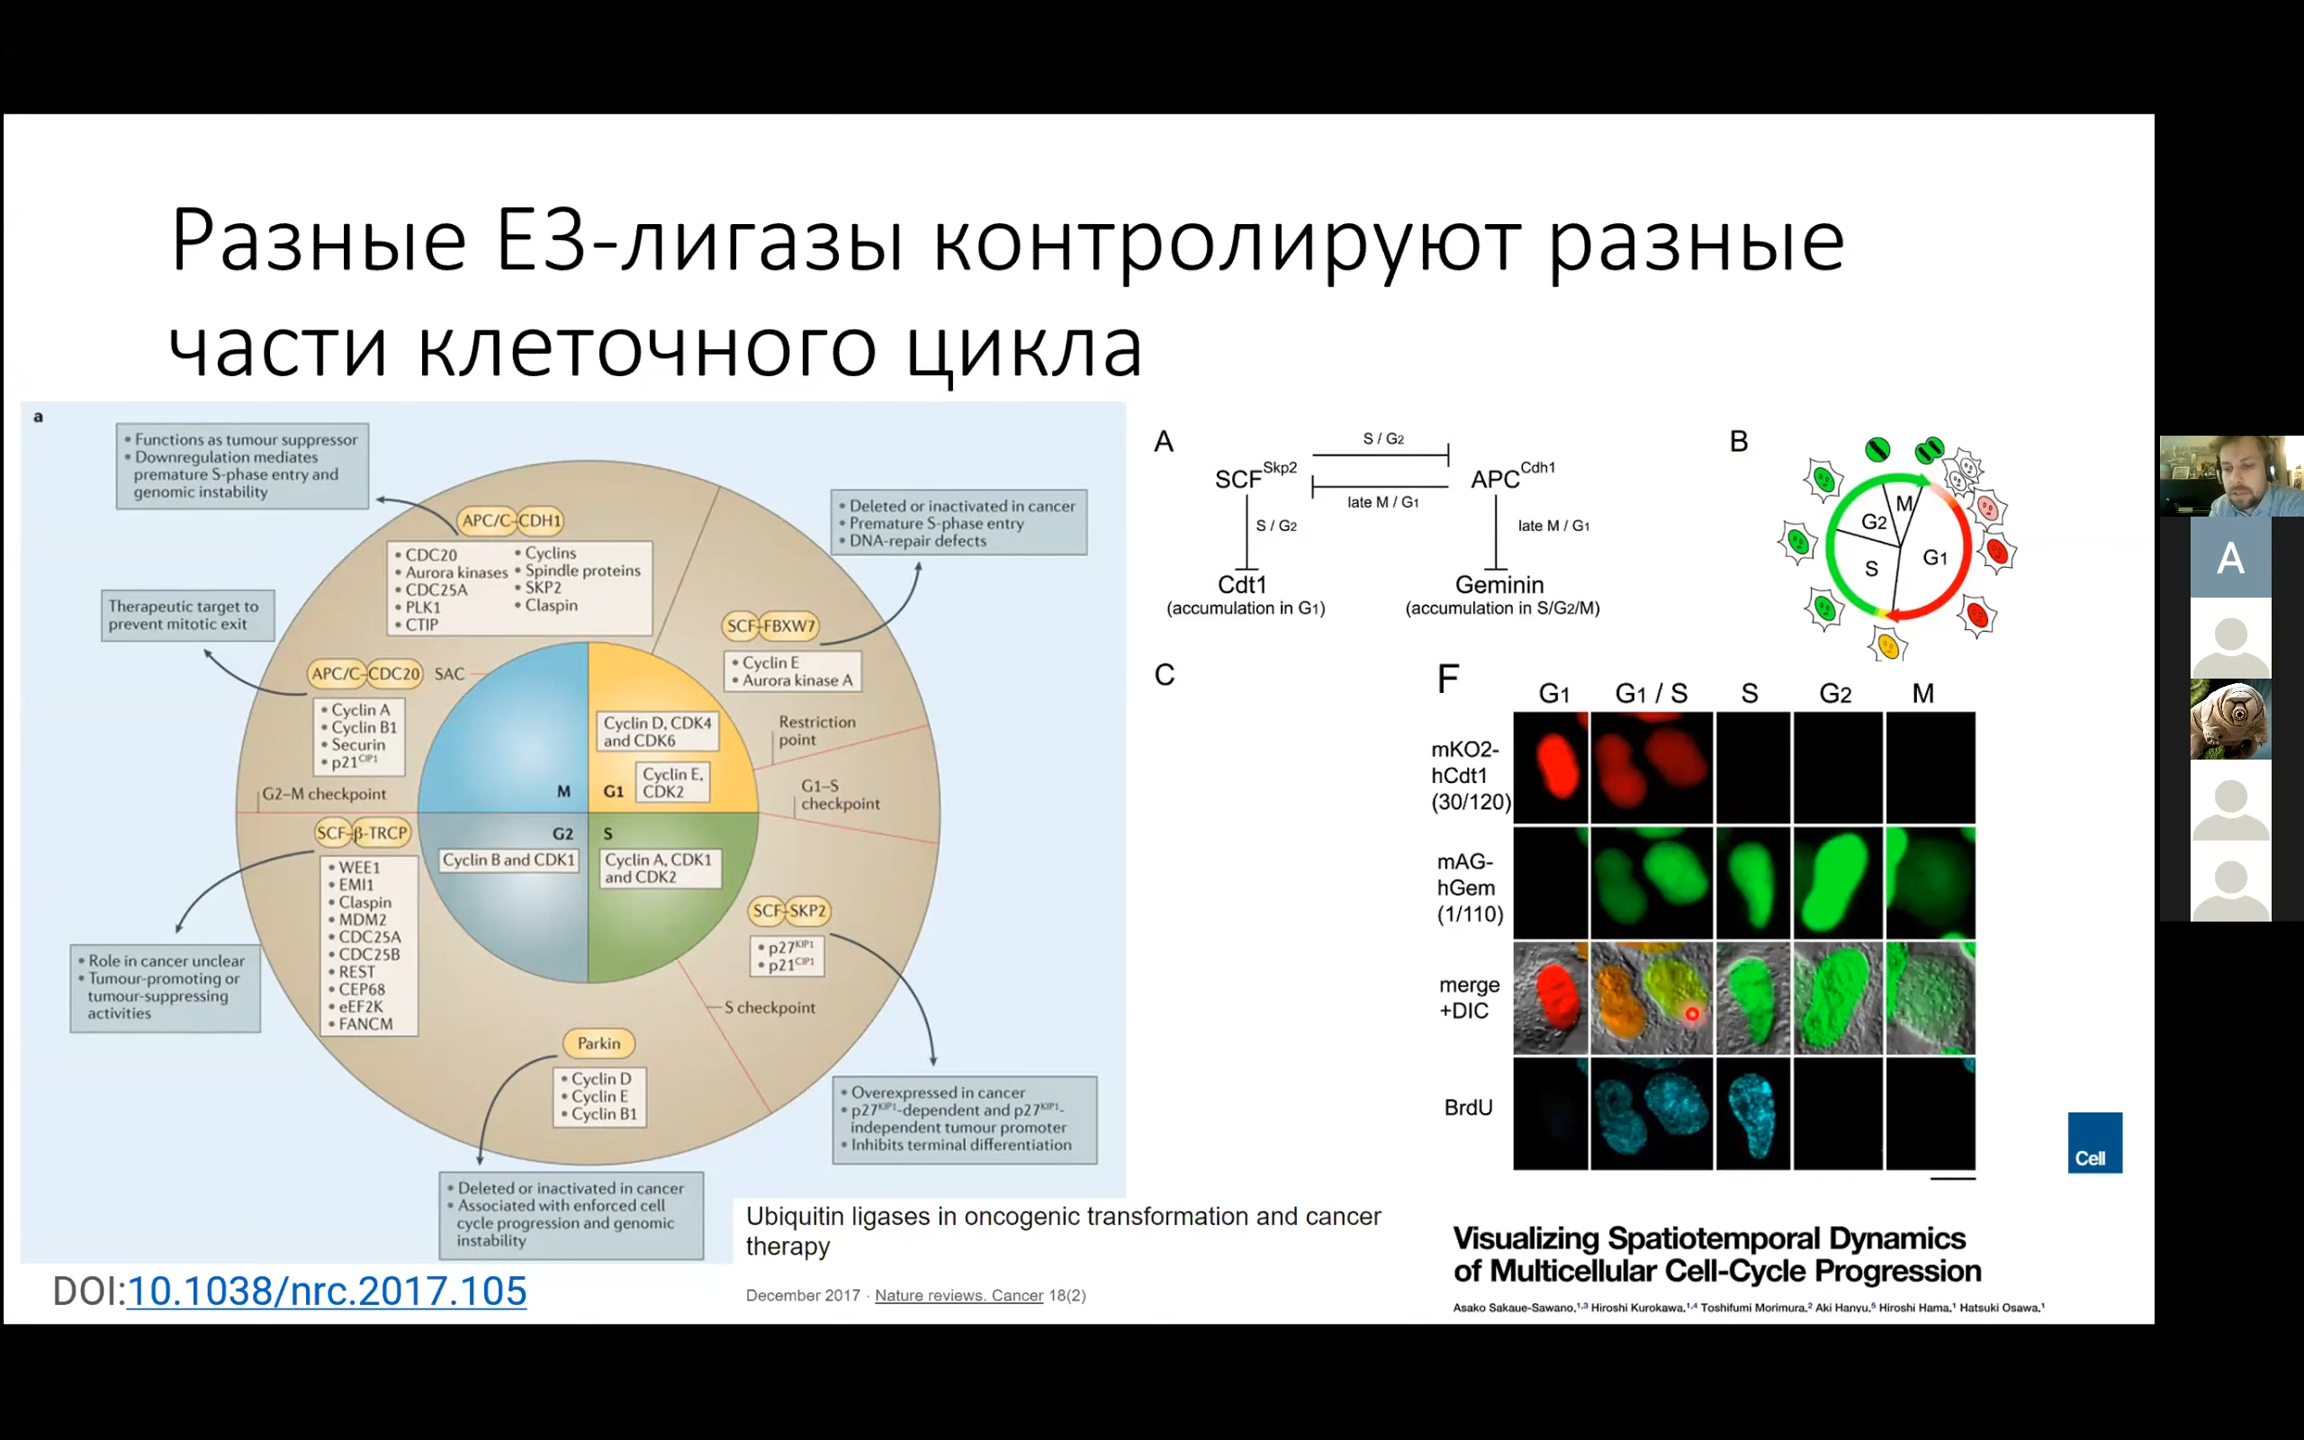 Разные E3-лигазы контролируют разные
части клеточного цикла
a
• Functions as tumour suppressor
• Downregulation mediates
premature S-phase entry and
genomic instability
APC/C-CDH1
• CDC20
• Aurora kinases
• CDC25A
• PLK1
• CTIP
• Cyclins
• Spindle proteins
• SKP2
• Claspin
• Deleted or inactivated in cancer
• Premature S-phase entry
• DNA-repair defects
Therapeutic target to
prevent mitotic exit
SCF-FBXW7
• Cyclin E
• Aurora kinase A
APC/C-CDC20
SAC
• Cyclin A
• Cyclin B1
• Securin
• p21CIP1
Cyclin D, CDK4
and CDK6
Cyclin E,
CDK2
M
G1
Restriction
point
G1–S
checkpoint
G2–M checkpoint
SCF-β-TRCP
• WEE1
• EMI1
• Claspin
• MDM2
• CDC25A
• CDC25B
• REST
• CEP68
• eEF2K
• FANCM
G2
S
Cyclin B and CDK1
Cyclin A, CDK1
and CDK2
SCF-SKP2
• p27KIP1
• p21CIP1
S checkpoint
• Role in cancer unclear
• Tumour-promoting or
tumour-suppressing
activities
Parkin
• Cyclin D
• Cyclin E
• Cyclin B1
• Overexpressed in cancer
• p27KIP1-dependent and p27KIP1-
independent tumour promoter
• Inhibits terminal differentiation
• Deleted or inactivated in cancer
• Associated with enforced cell
cycle progression and genomic
instability
Ubiquitin ligases in oncogenic transformation and cancer
therapy
DOI:10.1038/nrc.2017.105
December 2017 · Nature reviews. Cancer 18(2)
A
S / G2
SCFSkp2
APCCdh1
late M / G1
S / G2
late M / G1
Cdt1
(accumulation in G1)
Geminin
(accumulation in S/G2/M)
B
M
G2
G1
S
C
F
G1
G1 / S
S
G2
M
mKO2-
hCdt1
(30/120)
mAG-
hGem
(1/110)
merge
+DIC
BrdU
Cell
Visualizing Spatiotemporal Dynamics
of Multicellular Cell-Cycle Progression
Asako Sakaue-Sawano,1,3 Hiroshi Kurokawa,1,4 Toshifumi Morimura,2 Aki Hanyu,5 Hiroshi Hama,1 Hatsuki Osawa,1
A